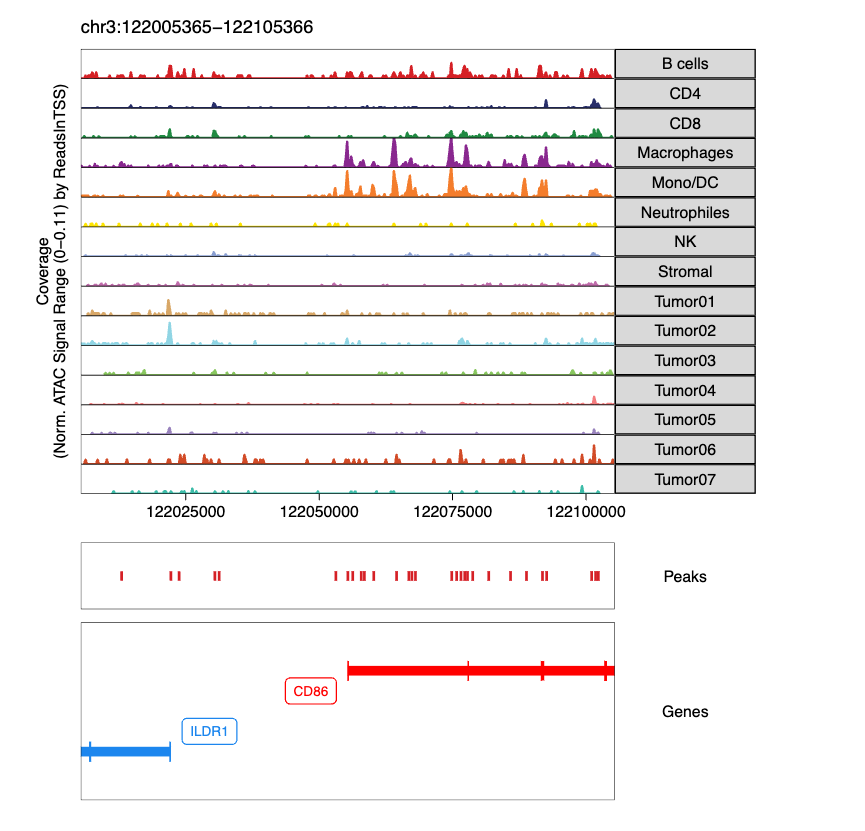 chr3:122005365−122105366
Coverage
(Norm. ATAC Signal Range (0−0.11) by ReadsInTSS)
B cells
CD4
CD8
Macrophages
Mono/DC
Neutrophiles
NK
Stromal
Tumor01
Tumor02
Tumor03
Tumor04
Tumor05
Tumor06
Tumor07
122025000 122050000 122075000 122100000
Peaks
CD86
Genes
ILDR1